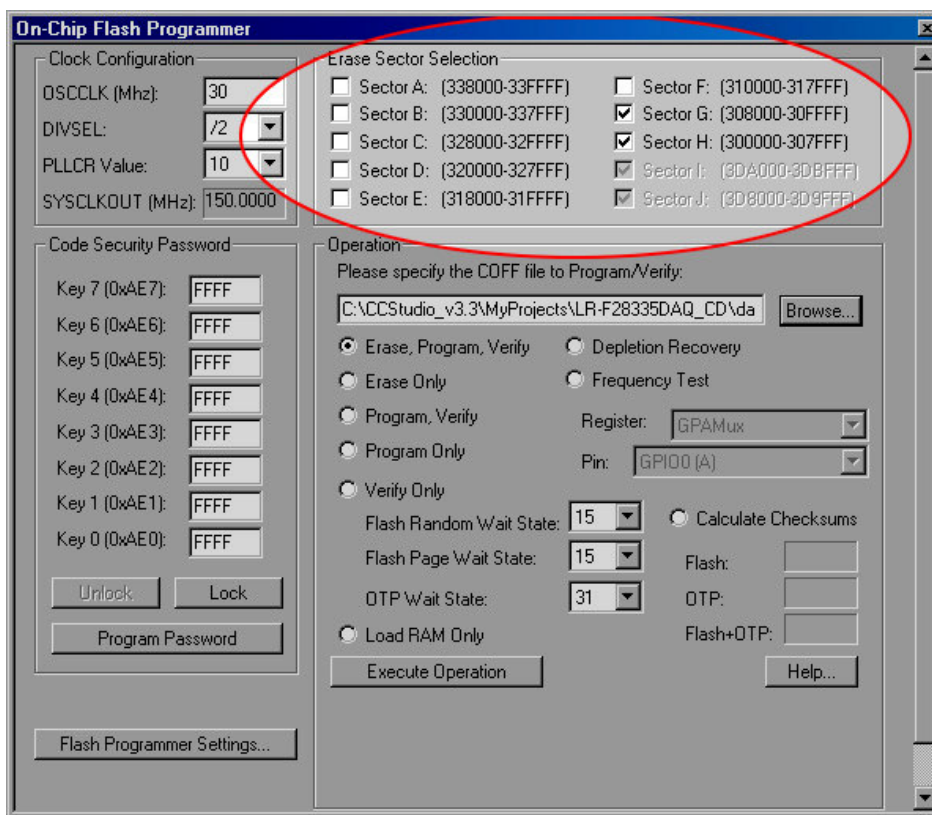 On-Chip Flash Programmer
Clock Configuration
OSCCLK (Mhz): 30
DIVSEL: /2
PLLCR Value: 10
SYSCLKOUT (MHz): 150.0000
Erase Sector Selection
Sector A: (338000-33FFFF)
Sector B: (330000-337FFF)
Sector C: (328000-32FFFF)
Sector D: (320000-327FFF)
Sector E: (318000-31FFFF)
Sector F: (310000-317FFF)
Sector G: (308000-30FFFF)
Sector H: (300000-307FFF)
Sector I: (3DA000-3DBFFF)
Sector J: (3D8000-3D9FFF)
Code Security Password
Key 7 (0xAE7): FFFF
Key 6 (0xAE6): FFFF
Key 5 (0xAE5): FFFF
Key 4 (0xAE4): FFFF
Key 3 (0xAE3): FFFF
Key 2 (0xAE2): FFFF
Key 1 (0xAE1): FFFF
Key 0 (0xAE0): FFFF
Unlock Lock
Program Password
Flash Programmer Settings...
Operation
Please specify the COFF file to Program/Verify:
C:\CCStudio_v3.3\MyProjects\LR-F28335DAQ_CD\da Browse...
Erase, Program, Verify Depletion Recovery
Erase Only Frequency Test
Program, Verify Register: GPAMux
Program Only Pin: GPIO0 (A)
Verify Only
Flash Random Wait State: 15 Calculate Checksums
Flash Page Wait State: 15 Flash:
OTP Wait State: 31 OTP:
Load RAM Only Flash+OTP:
Execute Operation Help...